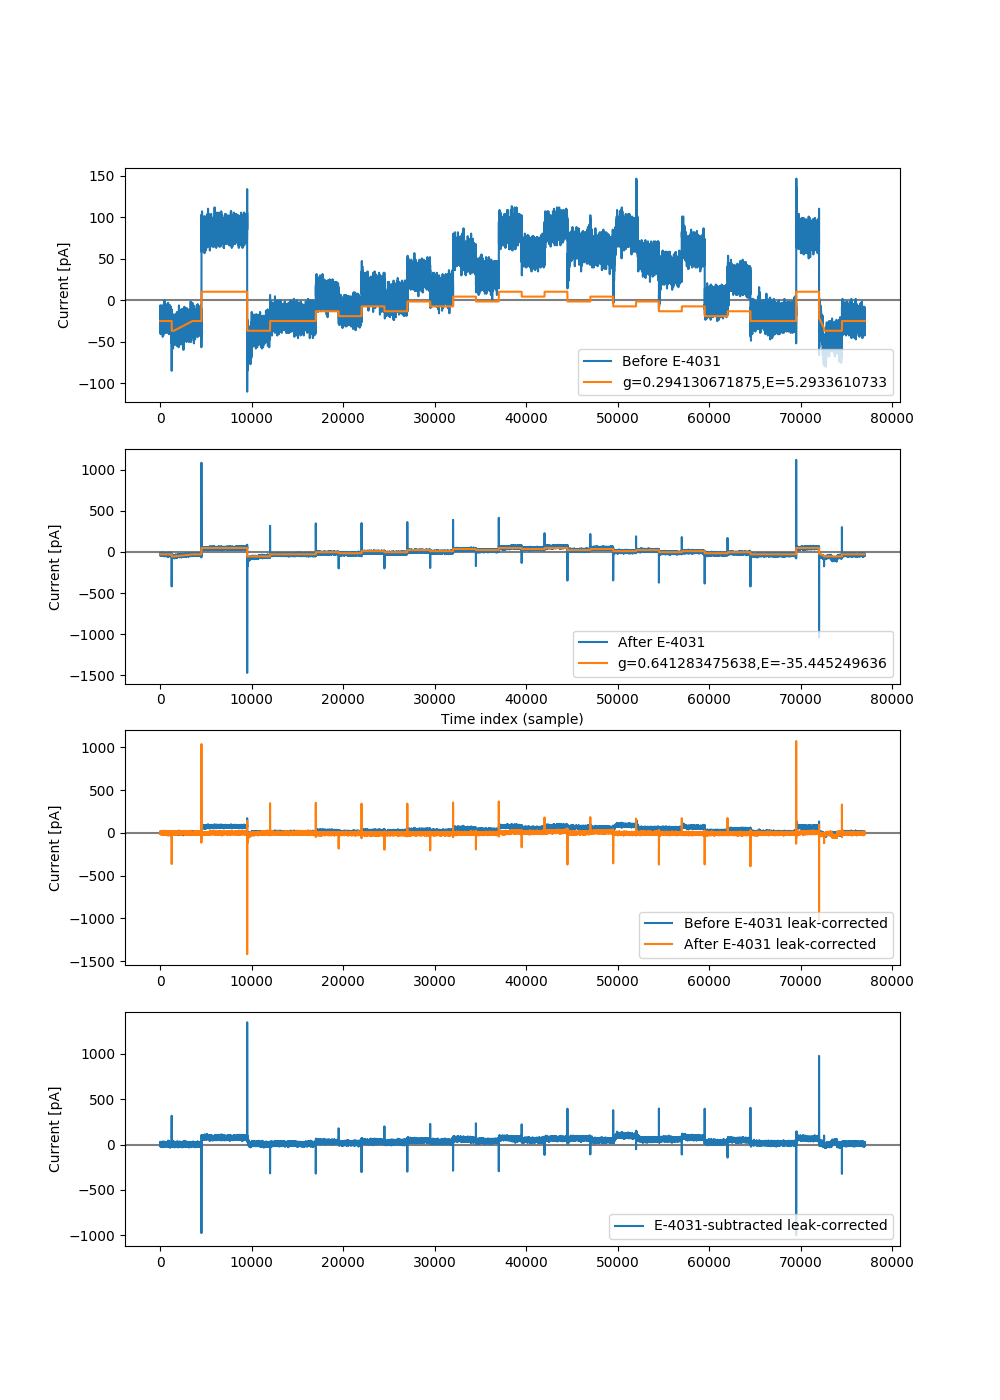 150
100
50
0
−50
−100
Current [pA]
Before E-4031
g=0.294130671875,E=5.2933610733
0 10000 20000 30000 40000 50000 60000 70000 80000
1000
500
0
−500
−1000
−1500
Current [pA]
After E-4031
g=0.641283475638,E=-35.445249636
0 10000 20000 30000 40000 50000 60000 70000 80000
Time index (sample)
1000
500
0
−500
−1000
−1500
Current [pA]
Before E-4031 leak-corrected
After E-4031 leak-corrected
0 10000 20000 30000 40000 50000 60000 70000 80000
1000
500
0
−500
−1000
Current [pA]
E-4031-subtracted leak-corrected
0 10000 20000 30000 40000 50000 60000 70000 80000